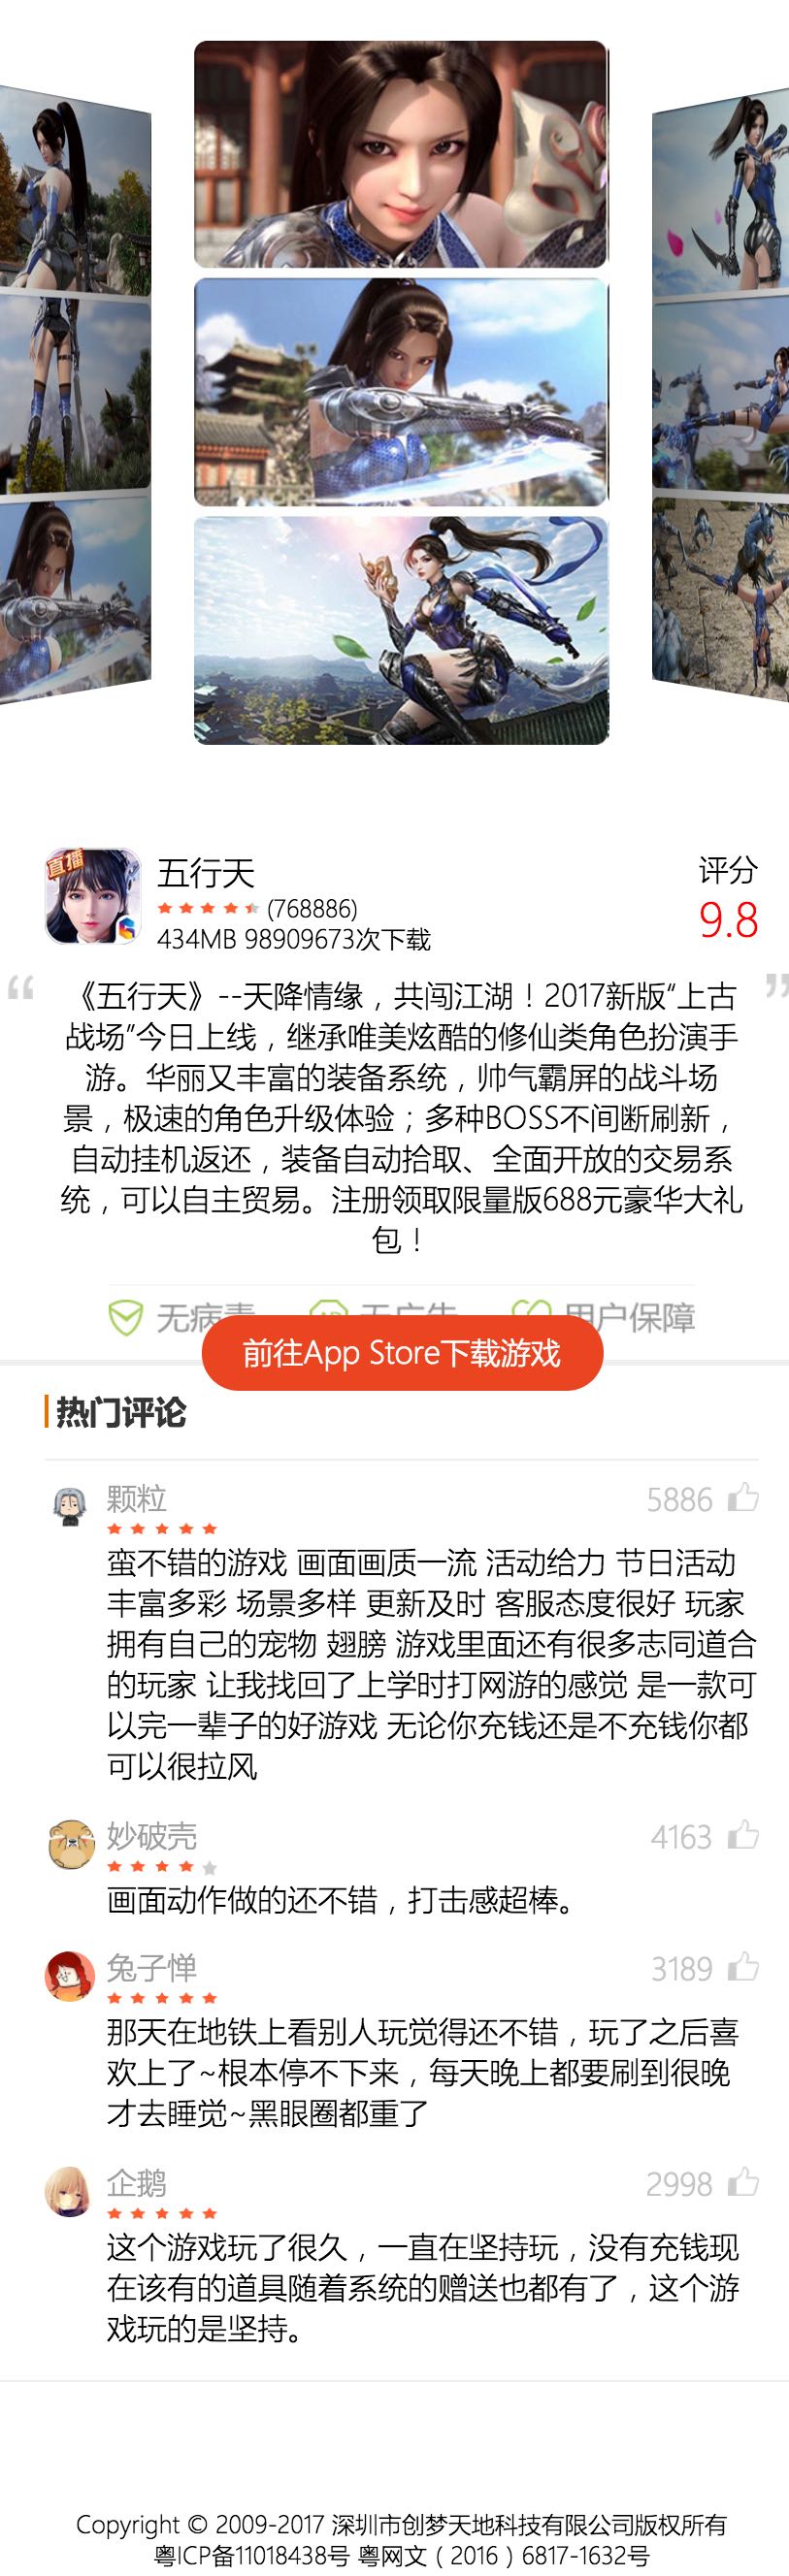 直播
五行天
(768886)
434MB 98909673次下载
评分
9.8
《五行天》--天降情缘，共闯江湖！2017新版“上古
战场”今日上线，继承唯美炫酷的修仙类角色扮演手
游。华丽又丰富的装备系统，帅气霸屏的战斗场
景，极速的角色升级体验；多种BOSS不间断刷新，
自动挂机返还，装备自动拾取、全面开放的交易系
统，可以自主贸易。注册领取限量版688元豪华大礼
包！
无病毒 无广告 用户保障
前往App Store下载游戏
热门评论
颗粒 5886
蛮不错的游戏 画面画质一流 活动给力 节日活动
丰富多彩 场景多样 更新及时 客服态度很好 玩家
拥有自己的宠物 翅膀 游戏里面还有很多志同道合
的玩家 让我找回了上学时打网游的感觉 是一款可
以完一辈子的好游戏 无论你充钱还是不充钱你都
可以很拉风
妙破壳 4163
画面动作做的还不错，打击感超棒。
兔子惮 3189
那天在地铁上看别人玩觉得还不错，玩了之后喜
欢上了~根本停不下来，每天晚上都要刷到很晚
才去睡觉~黑眼圈都重了
企鹅 2998
这个游戏玩了很久，一直在坚持玩，没有充钱现
在该有的道具随着系统的赠送也都有了，这个游
戏玩的是坚持。
Copyright © 2009-2017 深圳市创梦天地科技有限公司版权所有
粤ICP备11018438号 粤网文（2016）6817-1632号